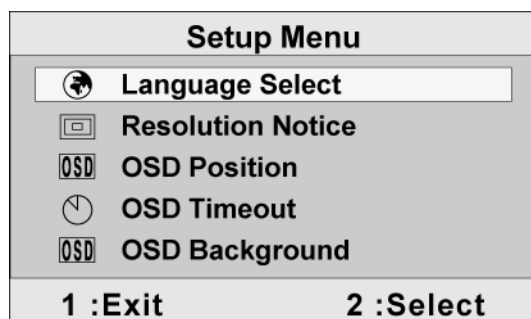 Setup Menu
Language Select
Resolution Notice
OSD OSD Position
OSD Timeout
OSD OSD Background
1 :Exit 2 :Select